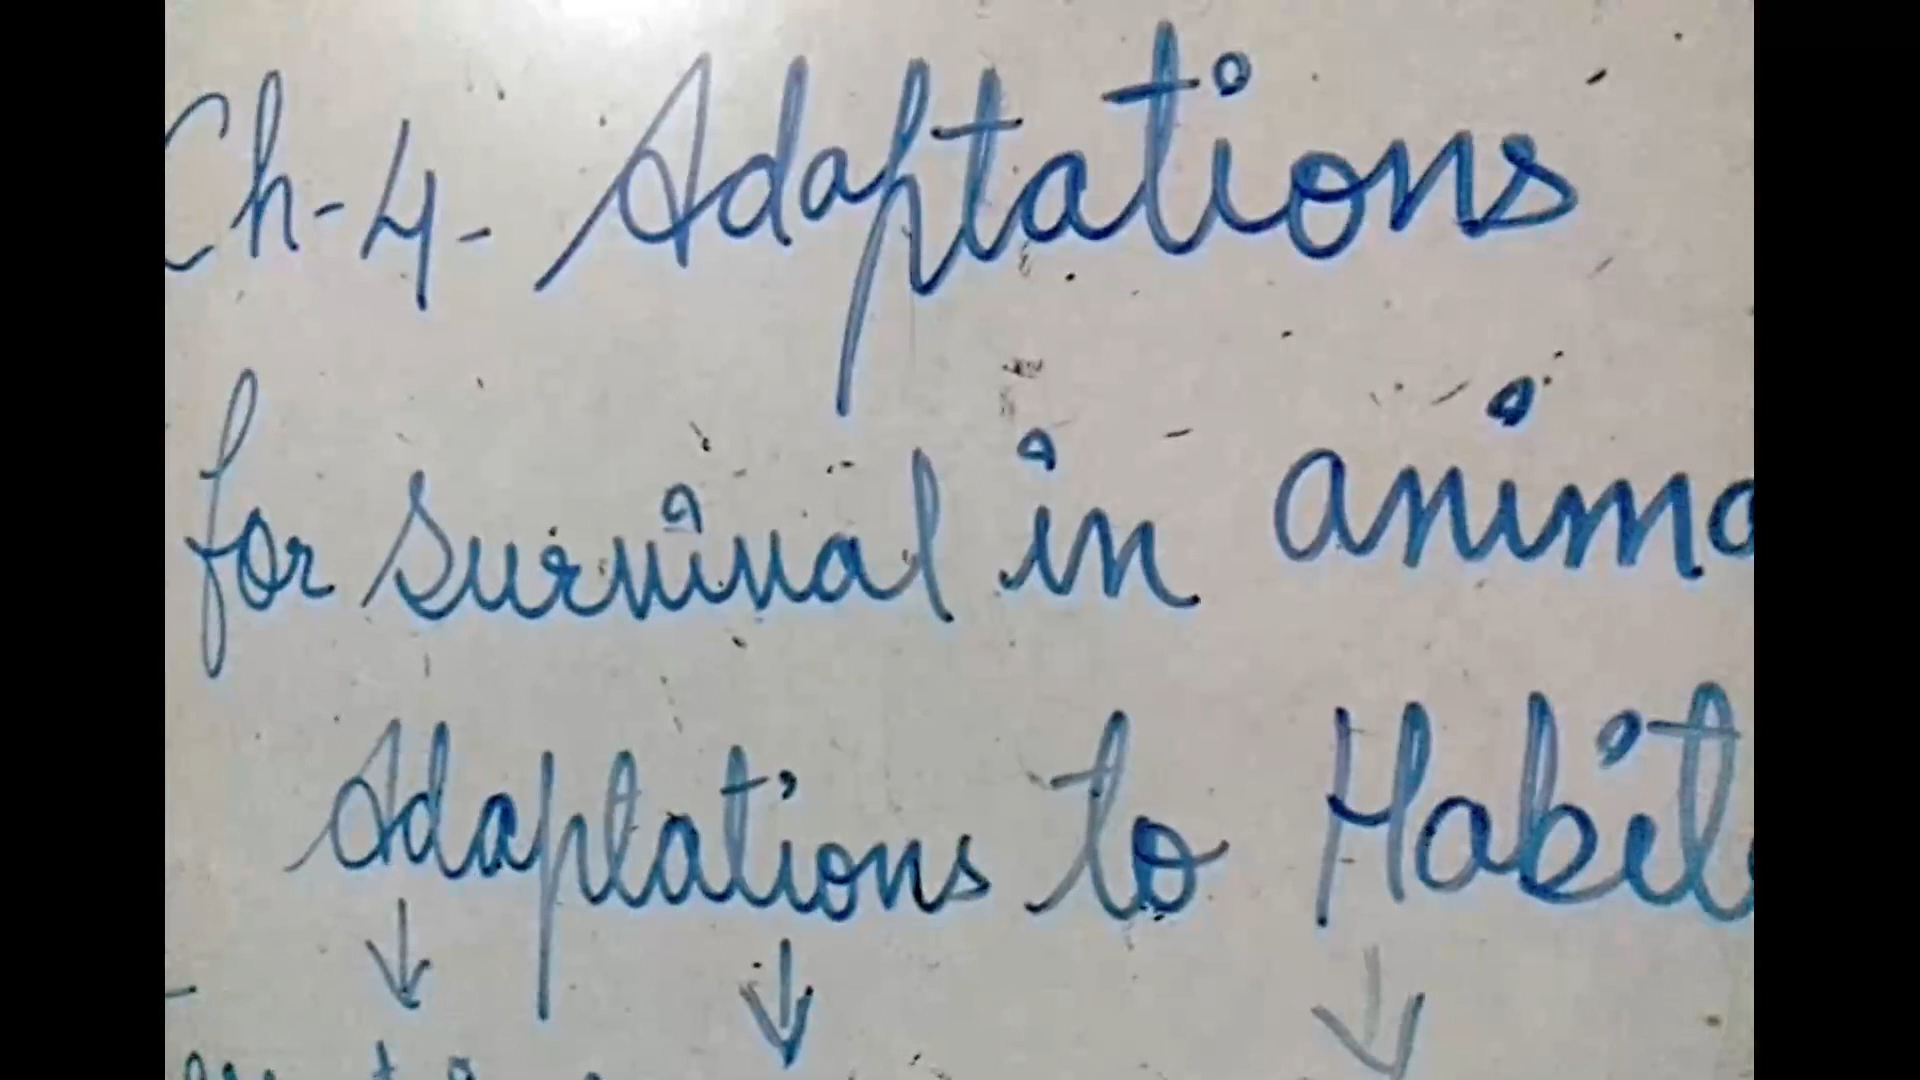 Ch-4- Adaptations
for survival in anima
Adaptations to Habit